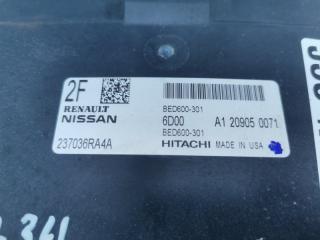 2F
RENAULT
NISSAN
237036RA4A
BED600-301
6D00 A1 20905 0071
BED600-301
HITACHI MADE IN USA